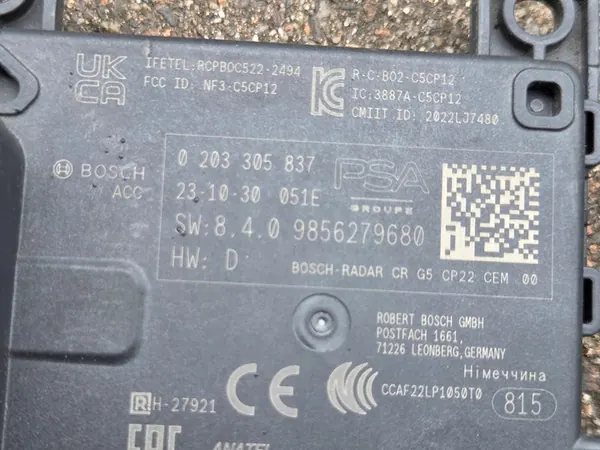 UK
CA
IFETEL: RCPBOC522-2494
FCC ID: NF3-C5CP12
R-C:BO2-C5CP12
IC:3887A-C5CP12
CMIIT ID: 2022LJ7480
BOSCH
ACC
0 203 305 837
23-10-30 051E
SW:8.4.0 9856279680
HW: D
PSA
GROUPE
BOSCH-RADAR CR G5 CP22 CEM 00
ROBERT BOSCH GMBH
POSTFACH 1661,
71226 LEONBERG,GERMANY
Німеччина
R H-27921
CE
CCAF22LP1050T0
815
EAC
ANATEL